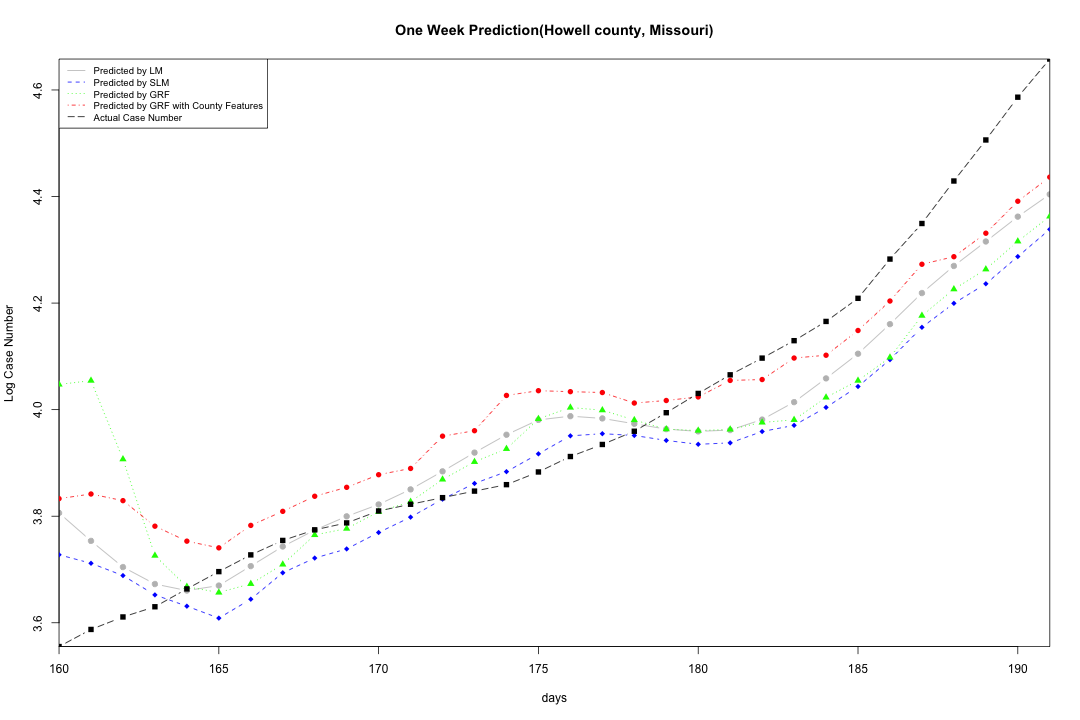 One Week Prediction(Howell county, Missouri)
Predicted by LM
Predicted by SLM
Predicted by GRF
Predicted by GRF with County Features
Actual Case Number
Log Case Number
4.6
4.4
4.2
4.0
3.8
3.6
160 165 170 175 180 185 190
days